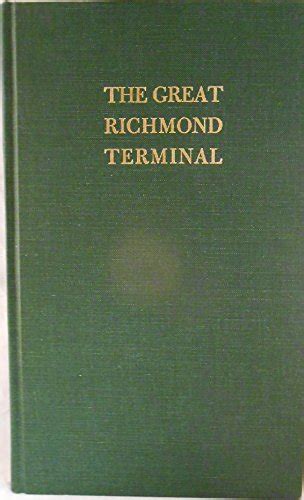 THE GREAT
RICHMOND
TERMINAL